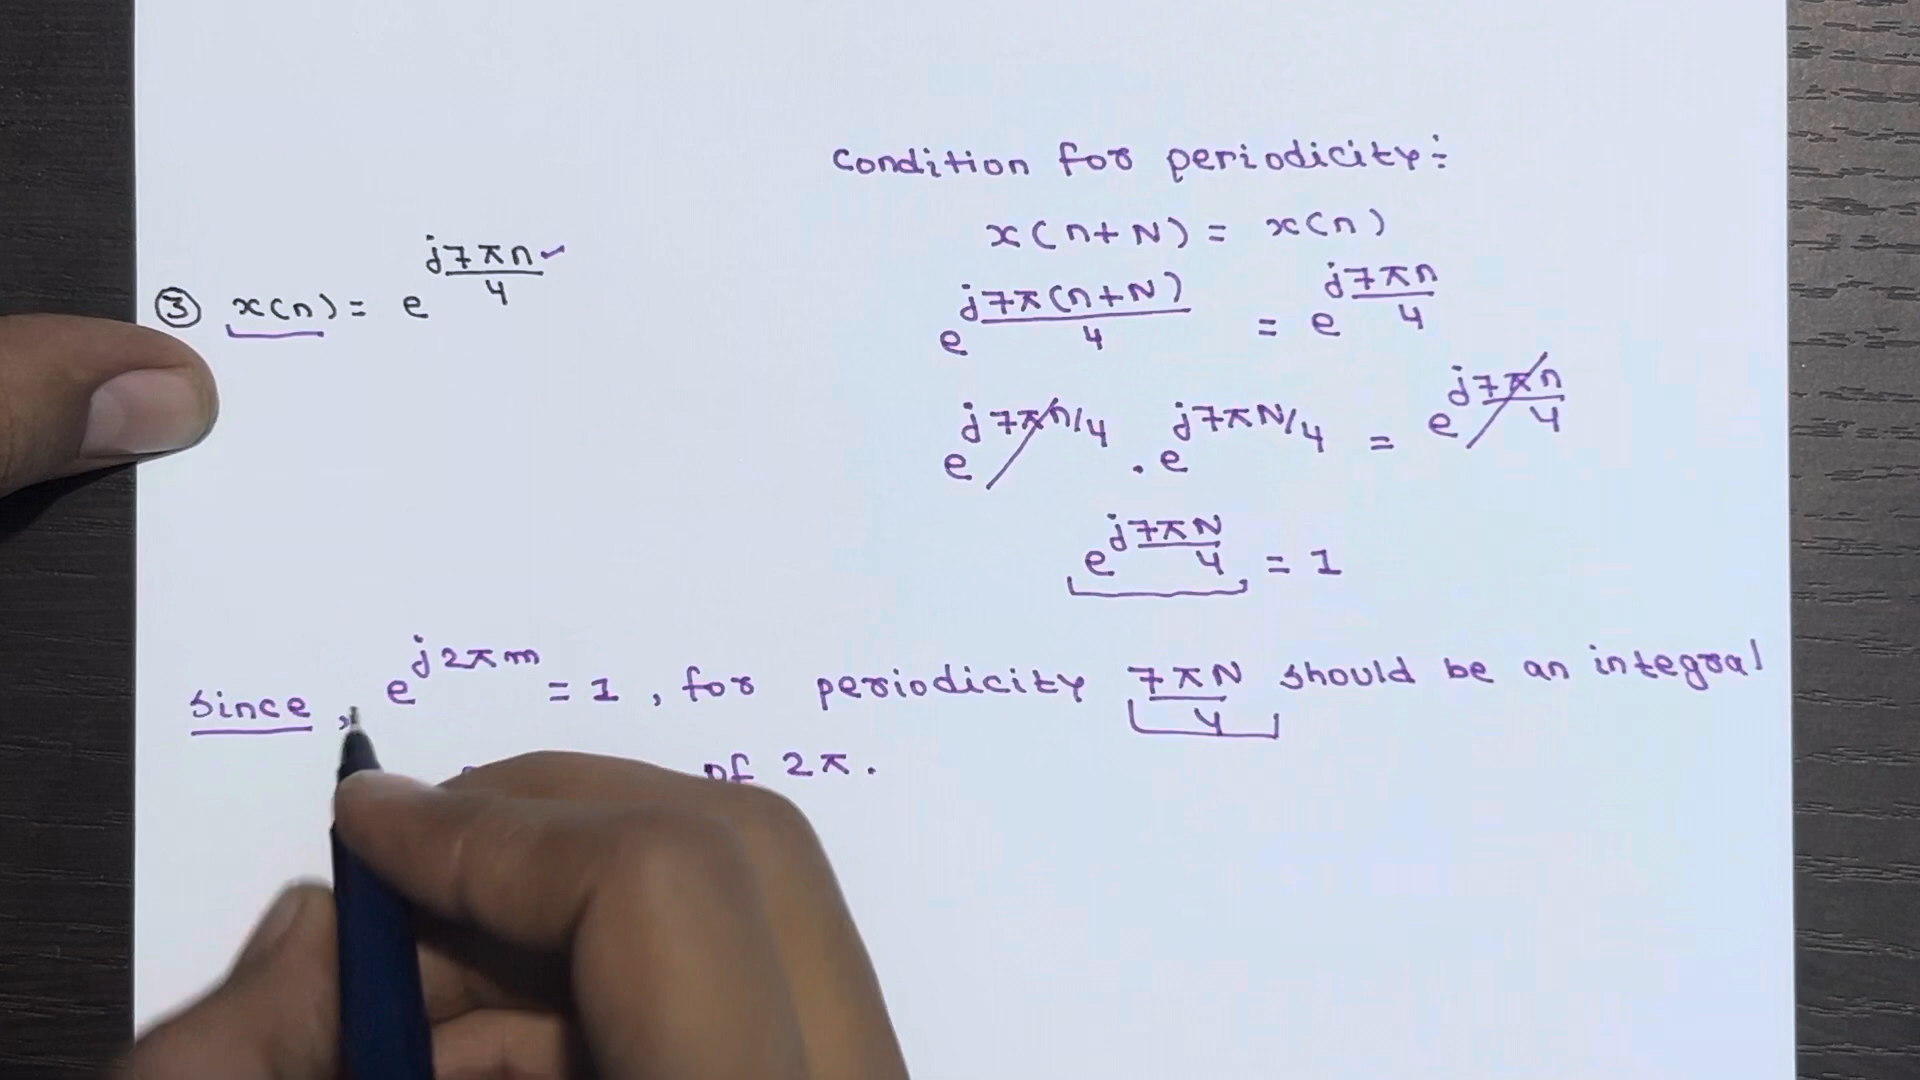 Condition for periodicity:
x(n+N) = x(n)
③ x(n) = e^(j7πn/4)
e^(j7π(n+N)/4) = e^(j7πn/4)
e^(j7πn/4) . e^(j7πN/4) = e^(j7πn/4)
e^(j7πN/4) = 1
Since, e^(j2πm) = 1, for periodicity 7πN/4 should be an integral
of 2π.